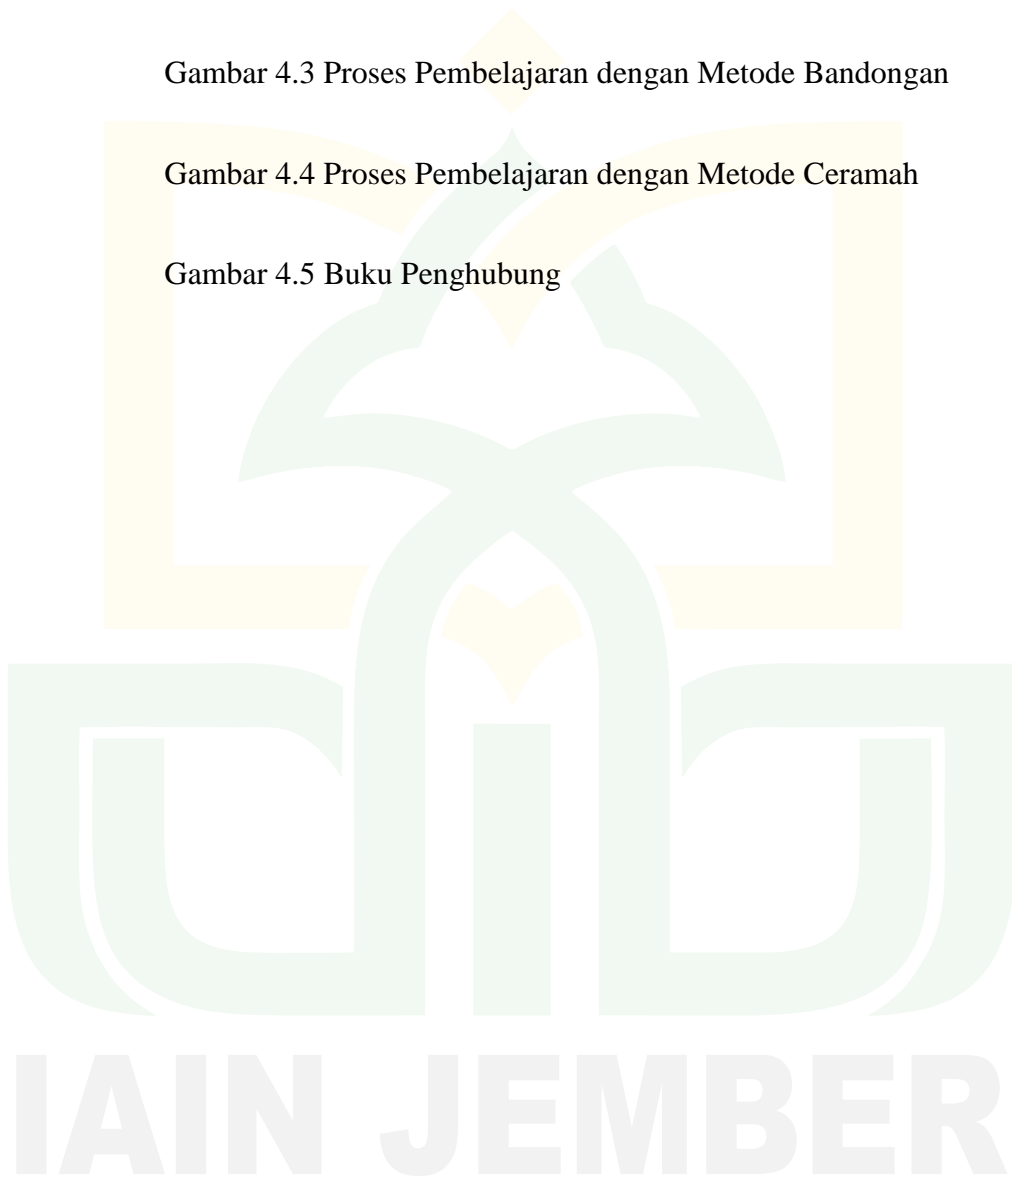 Gambar 4.3 Proses Pembelajaran dengan Metode Bandongan
Gambar 4.4 Proses Pembelajaran dengan Metode Ceramah
Gambar 4.5 Buku Penghubung
IAIN JEMBER